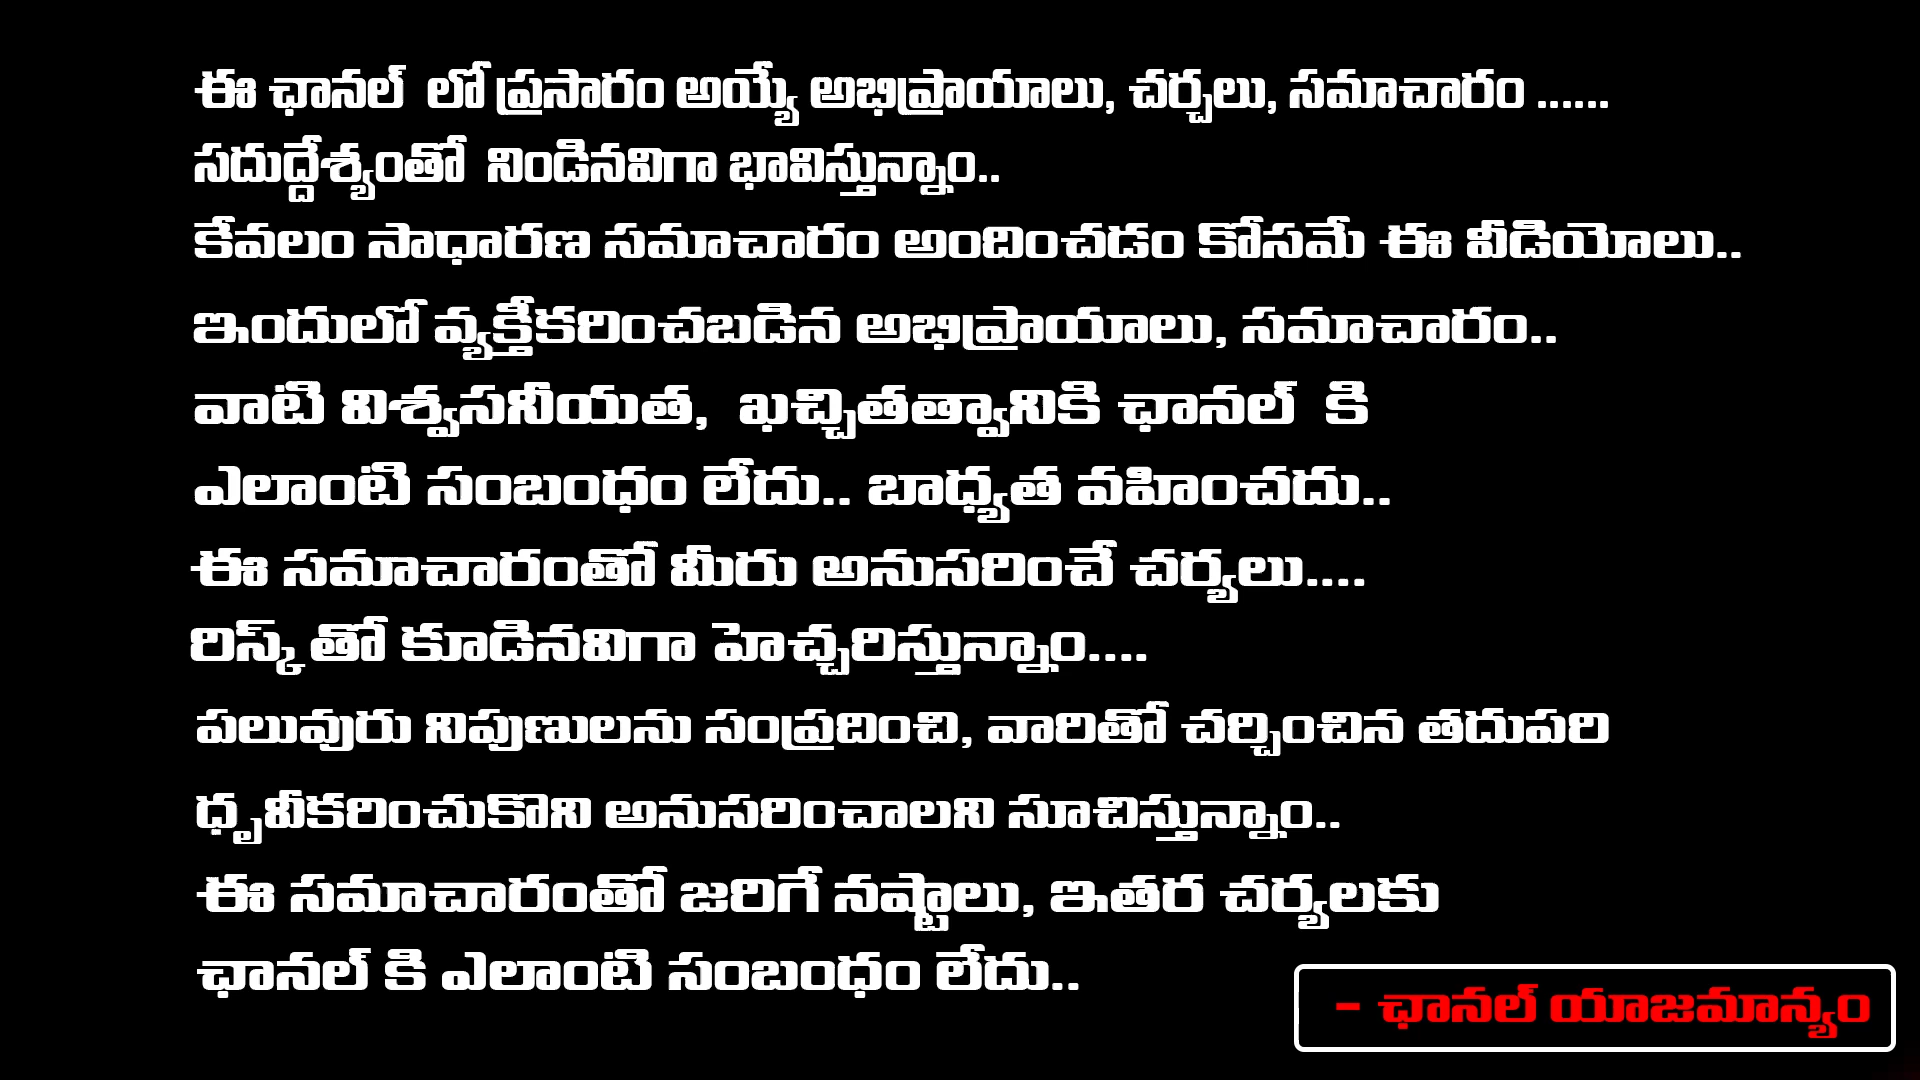 ఈ ఛానల్ లో ప్రసారం అయ్యే అభిప్రాయాలు, చర్చలు, సమాచారం ......
సదుద్దేశ్యంతో నిండినవిగా భావిస్తున్నాం..
కేవలం సాధారణ సమాచారం అందించడం కోసమే ఈ వీడియోలు..
ఇందులో వ్యక్తీకరించబడిన అభిప్రాయాలు, సమాచారం..
వాటి విశ్వసనీయత, ఖచ్చితత్వానికి ఛానల్ కి
ఎలాంటి సంబంధం లేదు.. బాధ్యత వహించదు..
ఈ సమాచారంతో మీరు అనుసరించే చర్యలు....
రిస్క్ తో కూడినవిగా హెచ్చరిస్తున్నాం....
పలువురు నిపుణులను సంప్రదించి, వారితో చర్చించిన తదుపరి
ధృవీకరించుకొని అనుసరించాలని సూచిస్తున్నాం..
ఈ సమాచారంతో జరిగే నష్టాలు, ఇతర చర్యలకు
ఛానల్ కి ఎలాంటి సంబంధం లేదు..
- ఛానల్ యాజమాన్యం